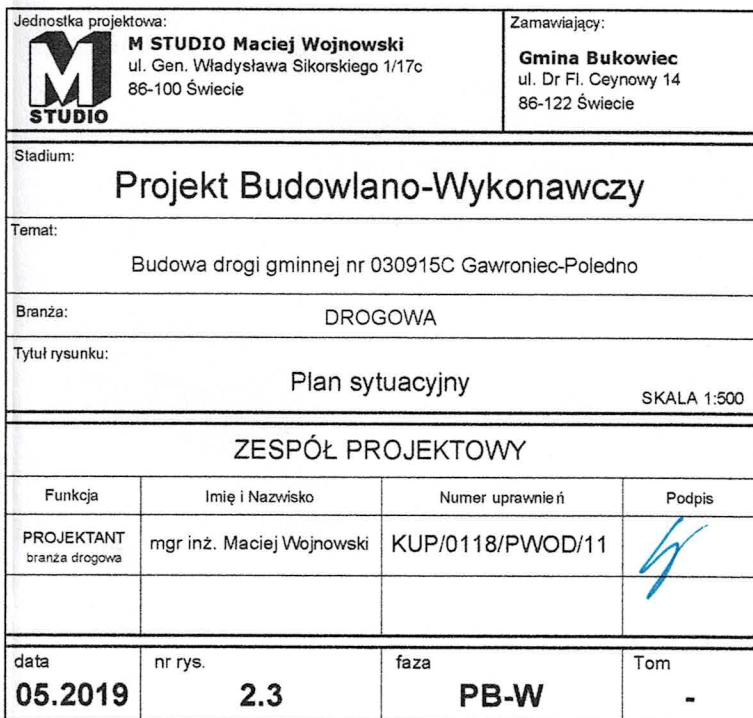 Jednostka projektowa:
M STUDIO
M STUDIO Maciej Wojnowski
ul. Gen. Władysława Sikorskiego 1/17c
86-100 Świecie
Zamawiający:
Gmina Bukowiec
ul. Dr Fl. Ceynowy 14
86-122 Świecie
Stadium:
Projekt Budowlano-Wykonawczy
Temat:
Budowa drogi gminnej nr 030915C Gawroniec-Poledno
Branża:
DROGOWA
Tytuł rysunku:
Plan sytuacyjny
SKALA 1:500
ZESPÓŁ PROJEKTOWY
Funkcja Imię i Nazwisko Numer uprawnień Podpis
PROJEKTANT
branża drogowa
mgr inż. Maciej Wojnowski
KUP/0118/PWOD/11
data nr rys. faza Tom
05.2019 2.3 PB-W -